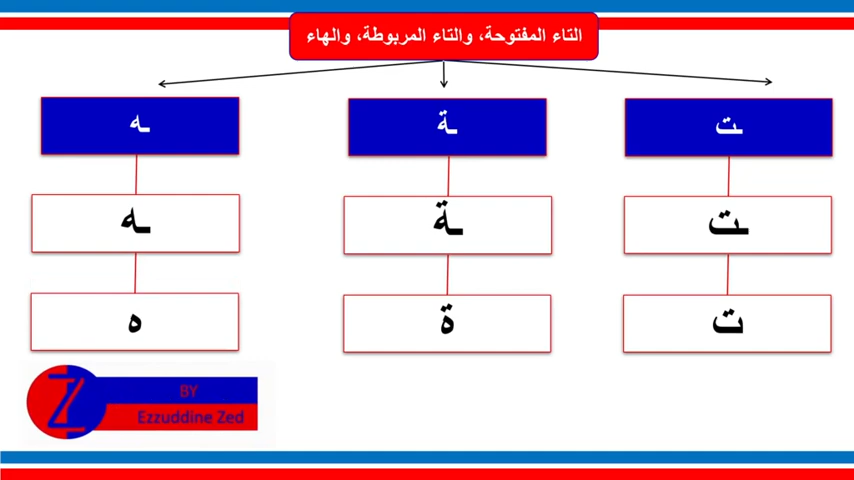 التاء المفتوحة، والتاء المربوطة، والهاء
ـت
ـة
ـه
ـت
ـة
ـه
ت
ة
ه
BY
Ezzuddine Zed